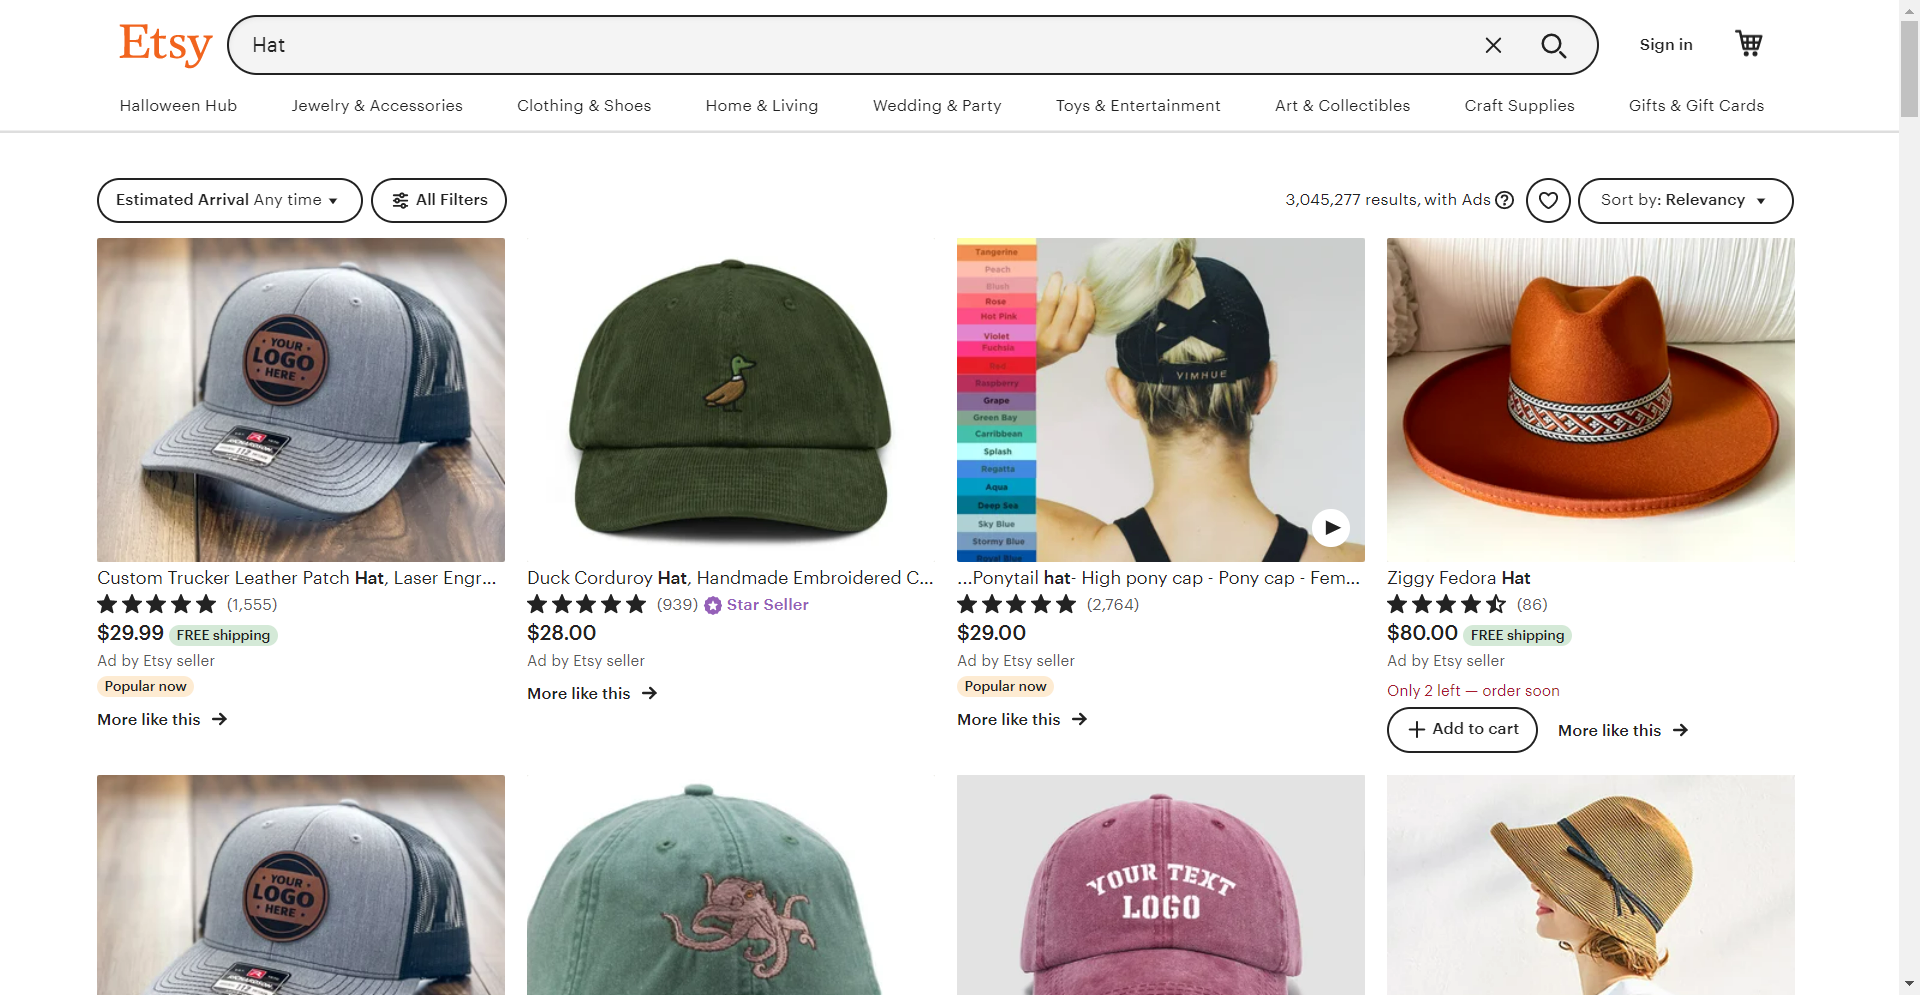 Etsy
Hat
Sign in
Halloween Hub
Jewelry & Accessories
Clothing & Shoes
Home & Living
Wedding & Party
Toys & Entertainment
Art & Collectibles
Craft Supplies
Gifts & Gift Cards
Estimated Arrival Any time
All Filters
3,045,277 results, with Ads ?
Sort by: Relevancy
YOUR
LOGO
HERE
RICHARDSON
112
Tangerine
Peach
Blush
Rose
Hot Pink
Violet
Fuchsia
Red
Raspberry
Grape
Green Bay
Carribbean
Splash
Regatta
Aqua
Deep Sea
Sky Blue
Stormy Blue
Royal Blue
VIMHUE
Custom Trucker Leather Patch Hat, Laser Engr...
(1,555)
$29.99 FREE shipping
Ad by Etsy seller
Popular now
More like this
Duck Corduroy Hat, Handmade Embroidered C...
(939) Star Seller
$28.00
Ad by Etsy seller
More like this
...Ponytail hat- High pony cap - Pony cap - Fem...
(2,764)
$29.00
Ad by Etsy seller
Popular now
More like this
Ziggy Fedora Hat
(86)
$80.00 FREE shipping
Ad by Etsy seller
Only 2 left — order soon
Add to cart
More like this
YOUR
LOGO
HERE
RICHARDSON
YOUR TEXT
LOGO